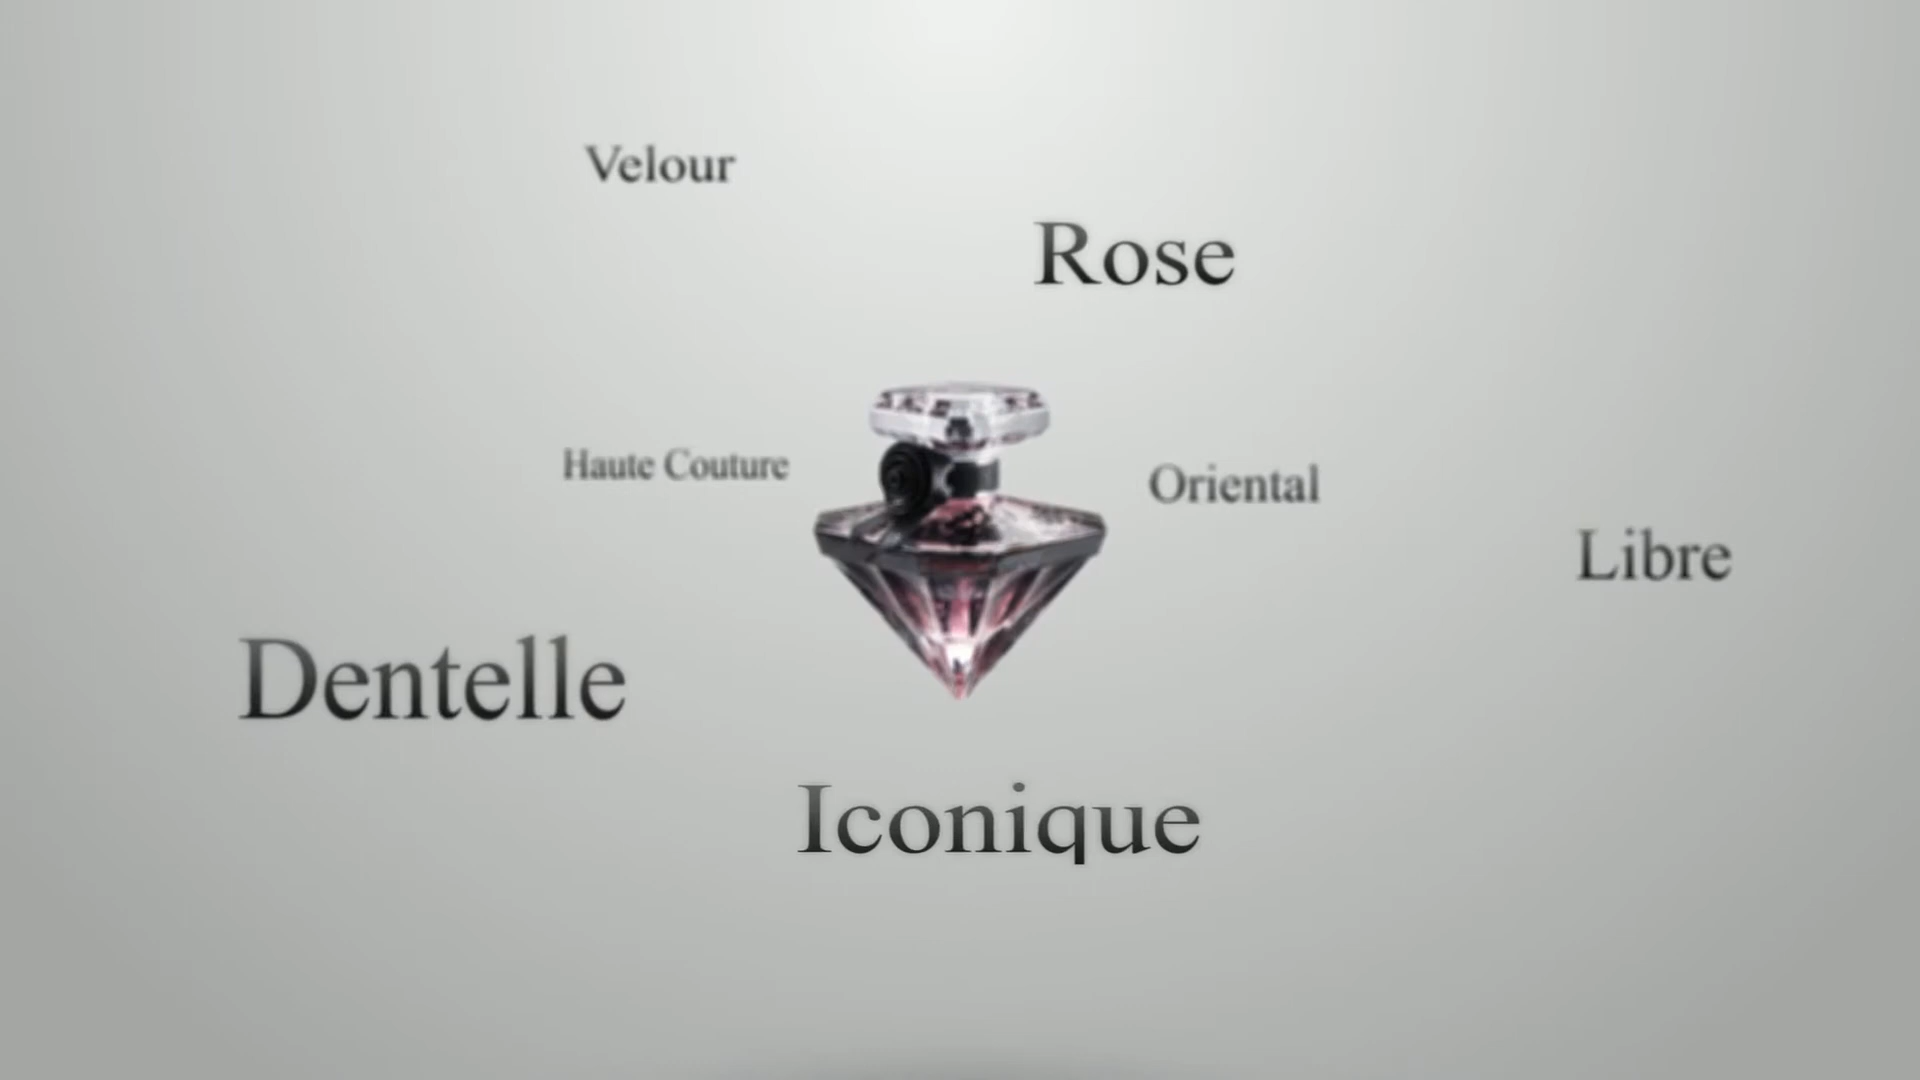 Velour
Rose
Haute Couture
Oriental
Libre
Dentelle
Iconique